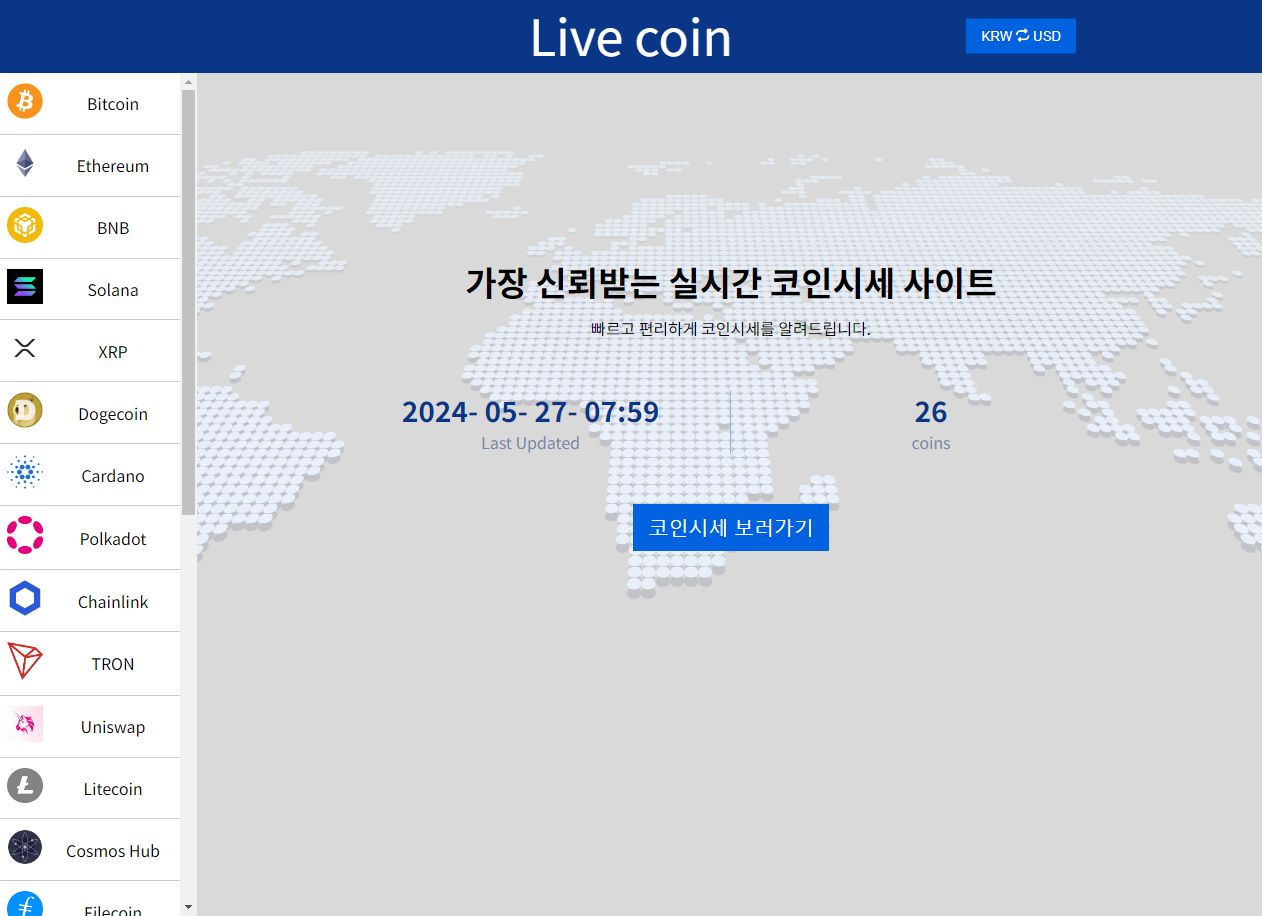 Live coin
KRW USD
Bitcoin
Ethereum
BNB
Solana
XRP
Dogecoin
Cardano
Polkadot
Chainlink
TRON
Uniswap
Litecoin
Cosmos Hub
Filecoin
가장 신뢰받는 실시간 코인시세 사이트
빠르고 편리하게 코인시세를 알려드립니다.
2024- 05- 27- 07:59
Last Updated
26
coins
코인시세 보러가기